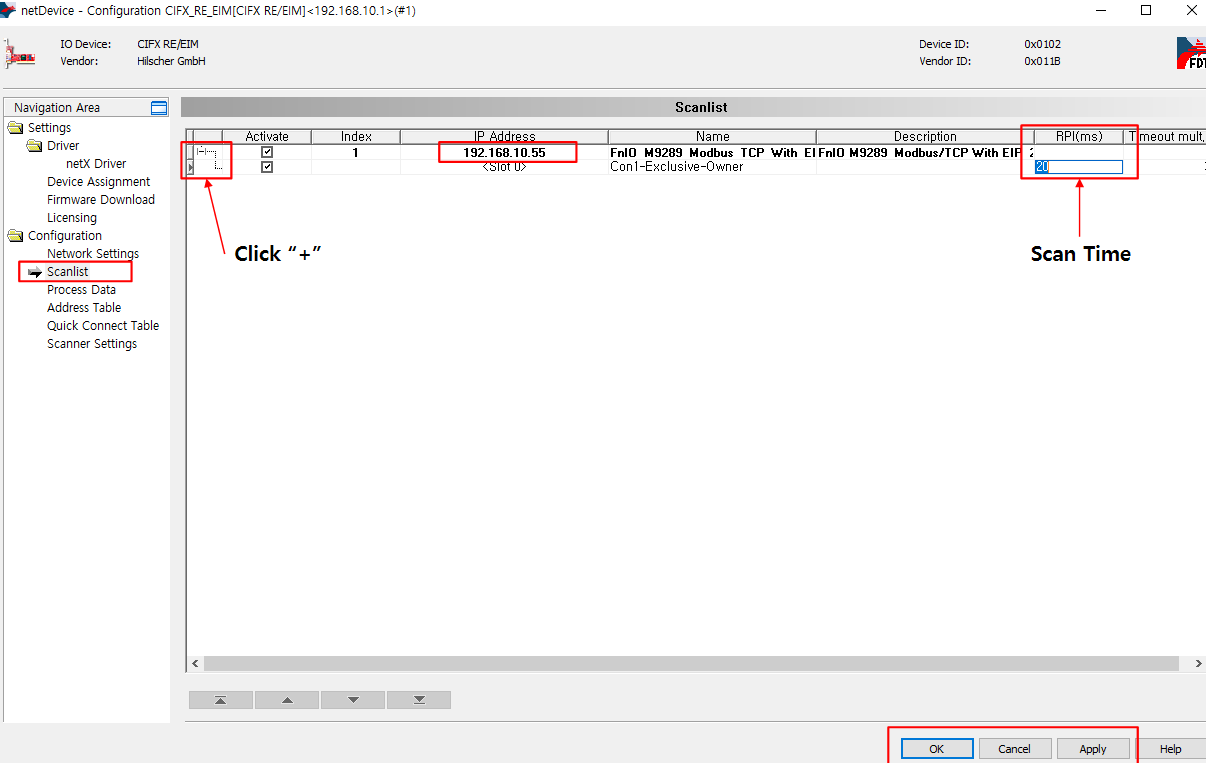 netDevice - Configuration CIFX_RE_EIM[CIFX RE/EIM]<192.168.10.1>(#1)
IO Device: CIFX RE/EIM Device ID: 0x0102
Vendor: Hilscher GmbH Vendor ID: 0x011B
FDT
Navigation Area
Settings
Driver
netX Driver
Device Assignment
Firmware Download
Licensing
Configuration
Network Settings
Scanlist
Process Data
Address Table
Quick Connect Table
Scanner Settings
Scanlist
Activate Index IP Address Name Description RPI(ms) Timeout mult,
1 192.168.10.55 FnIO M9289 Modbus TCP With EI FnIO M9289 Modbus/TCP With EIP
<Slot 0> Con1-Exclusive-Owner 20
Click “+”
Scan Time
OK Cancel Apply Help